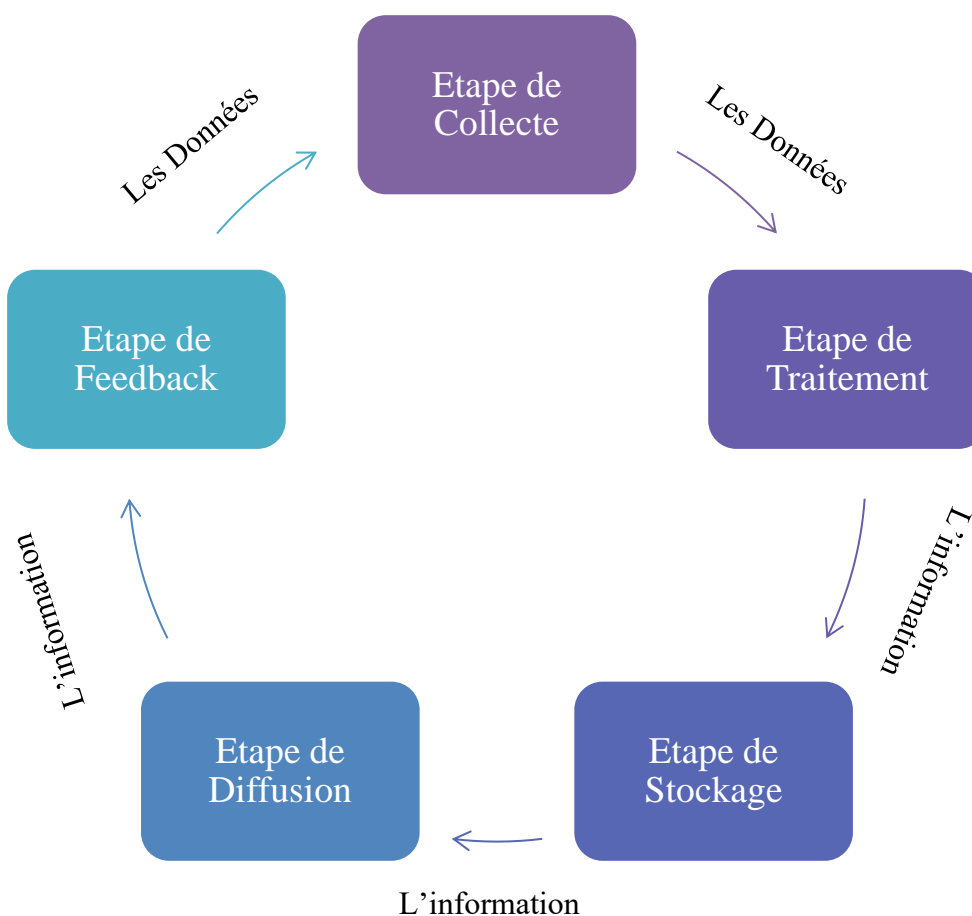 Etape de
Collecte
Les Données
Etape de
Traitement
L'information
Etape de
Stockage
L'information
Etape de
Diffusion
L'information
Etape de
Feedback
Les Données